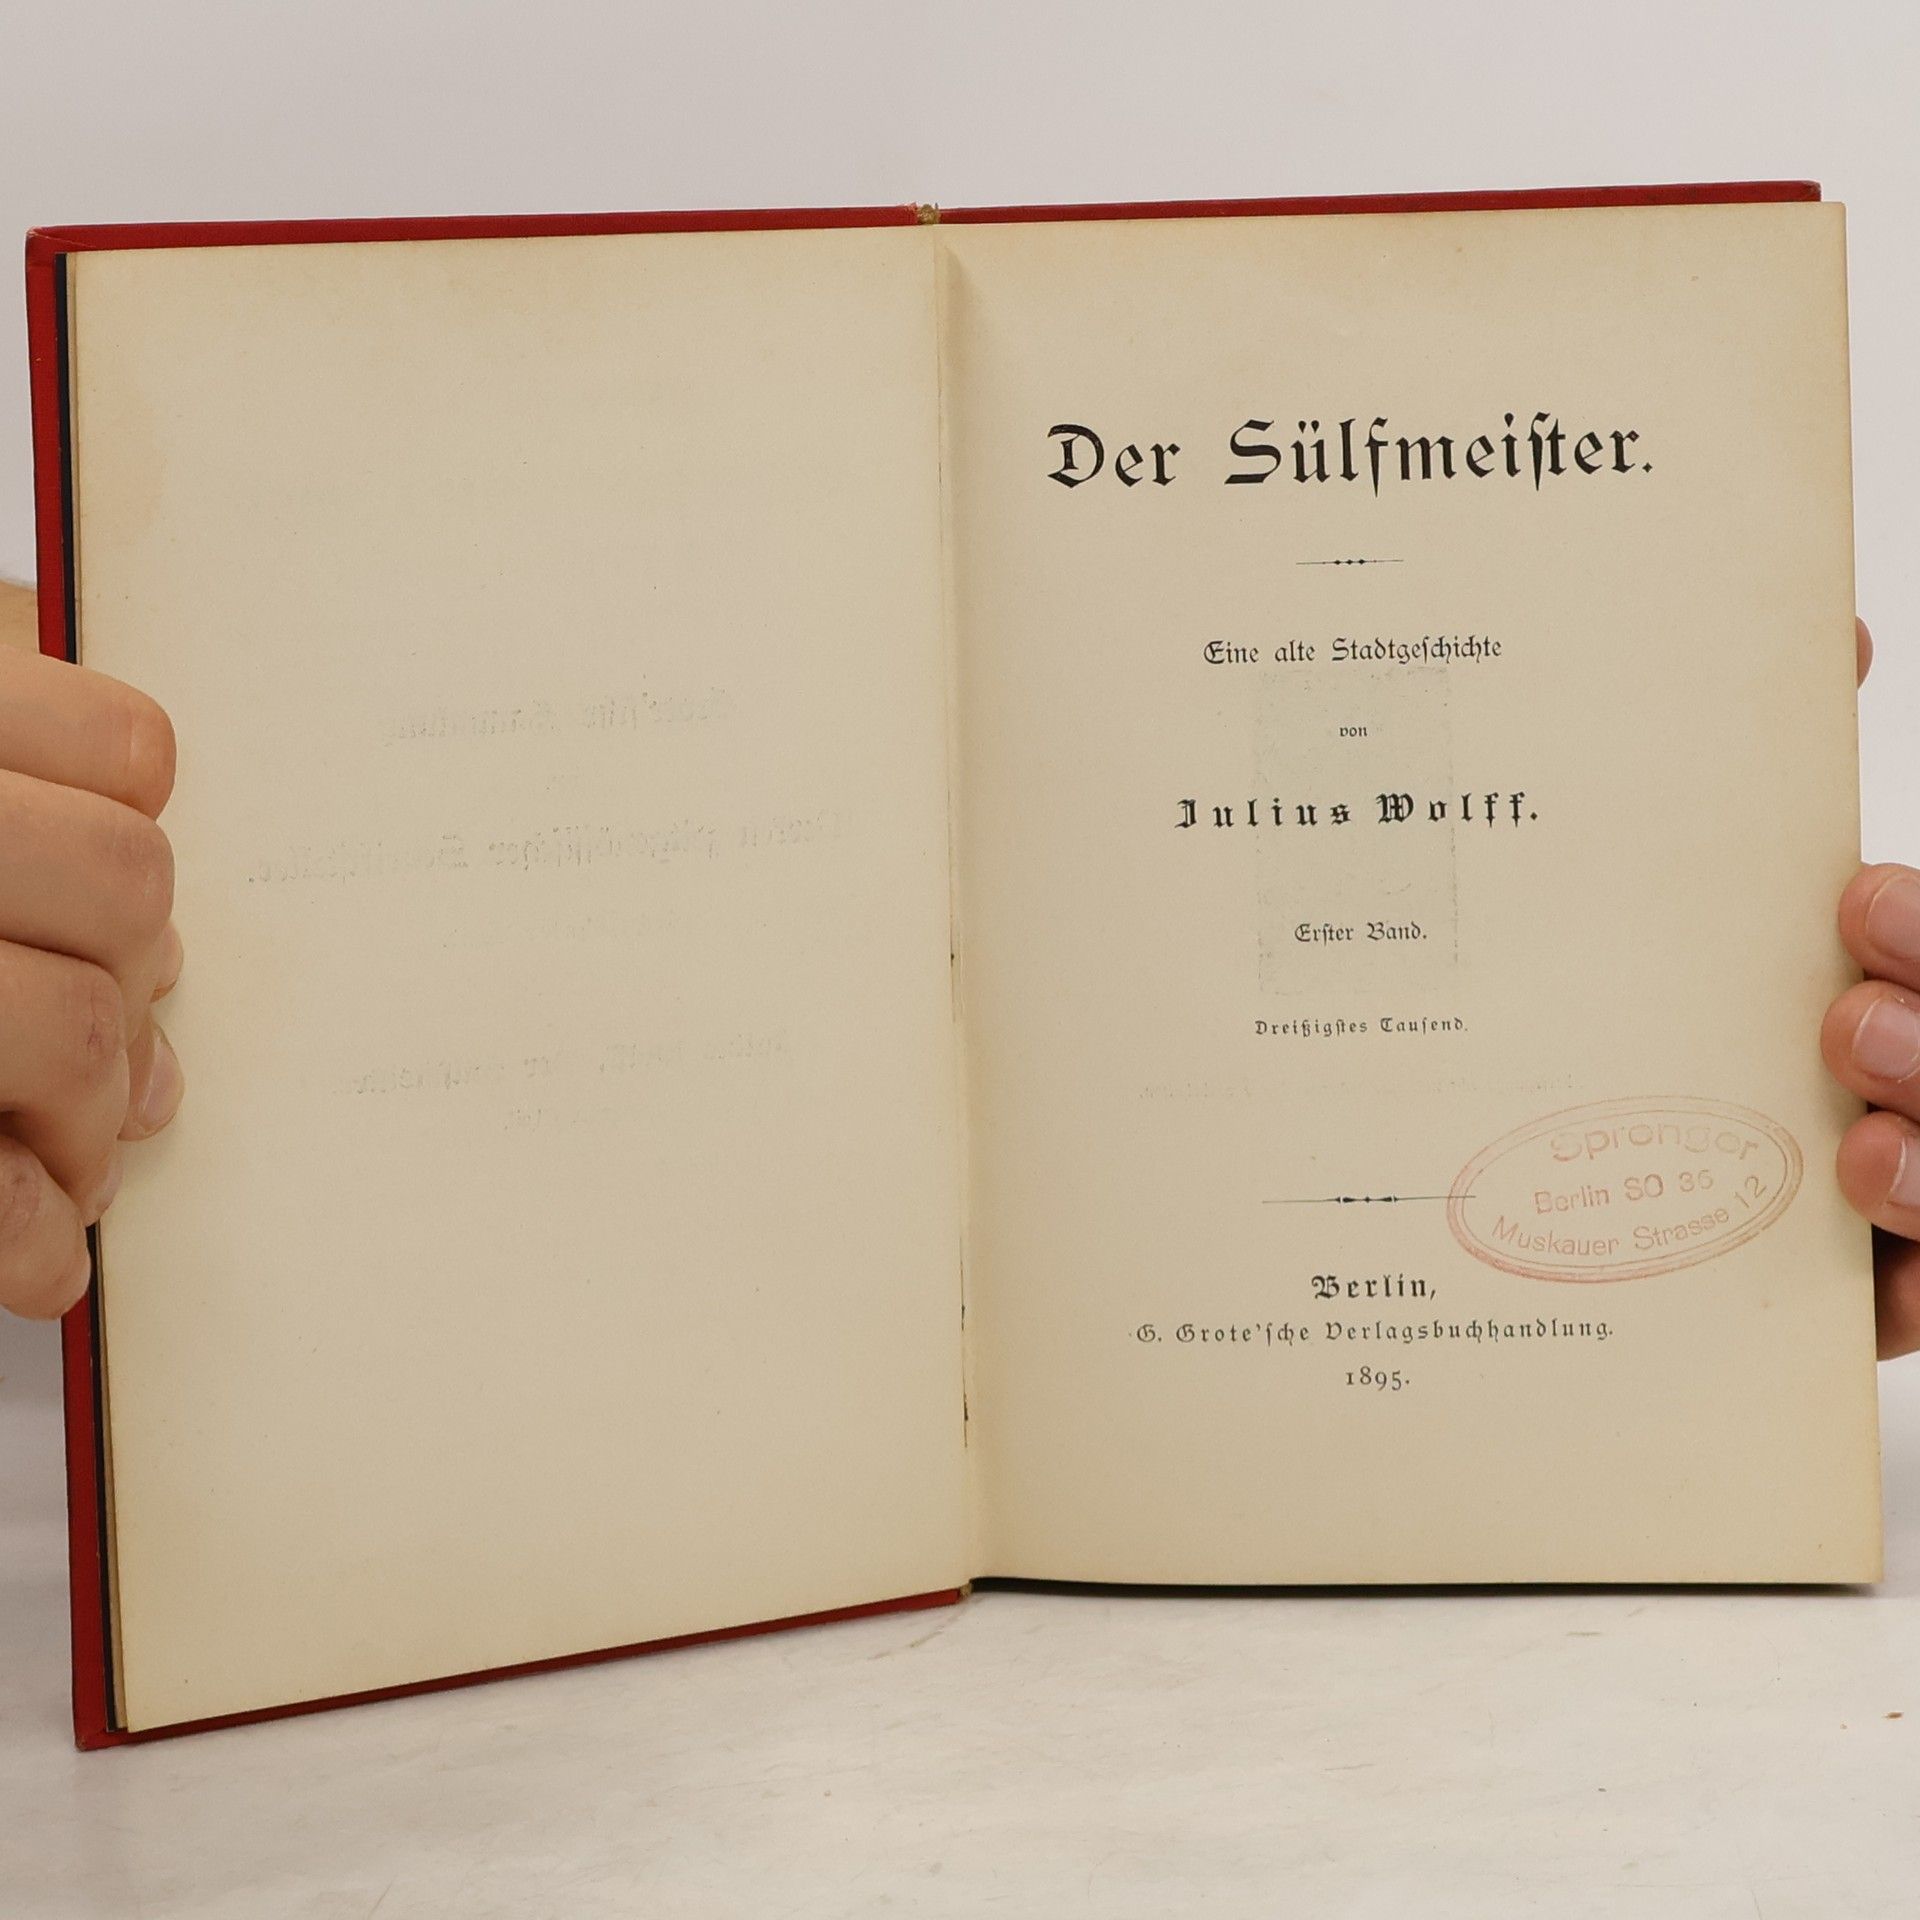 Der Sülfmeiſter.
Eine alte Stadtgeſchichte
von
Julius Wolff.
Erſter Band.
Dreißigſtes Tauſend.
Sprenger
Berlin SO 36
Muskauer Strasse 12
Berlin,
G. Grote'ſche Verlagsbuchhandlung.
1895.